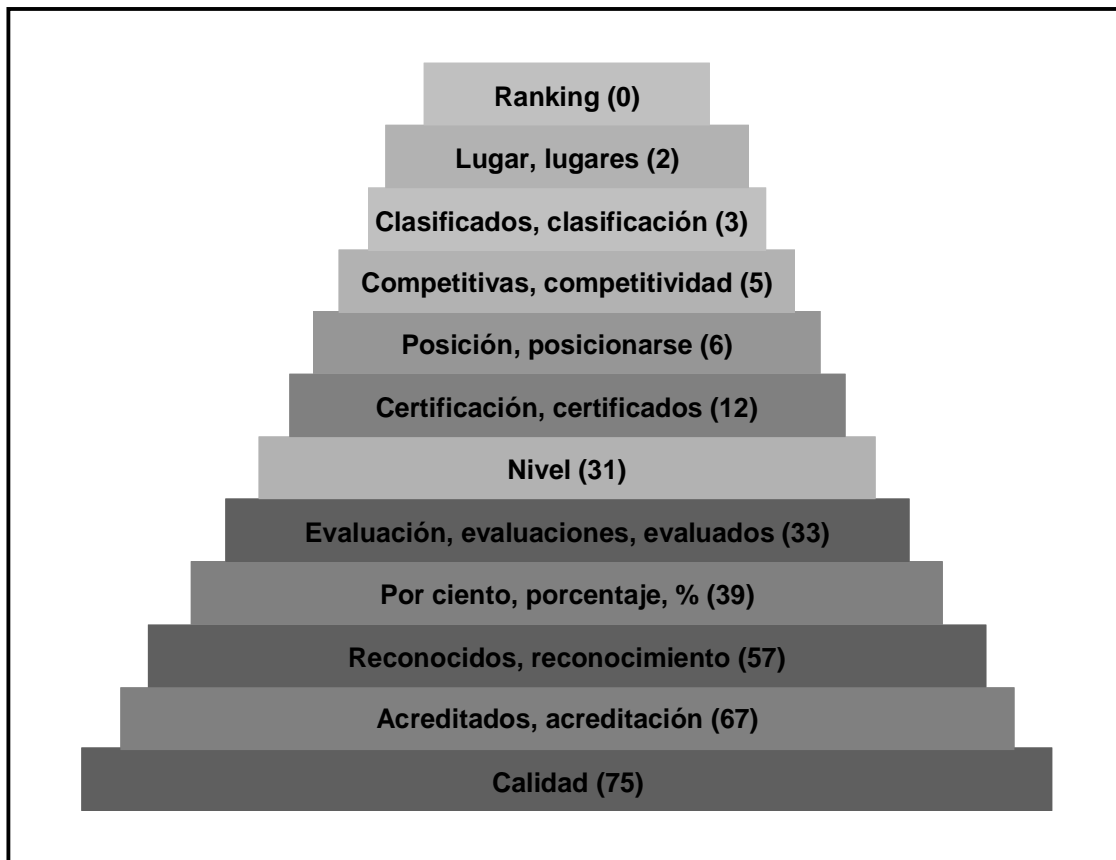 Ranking (0)
Lugar, lugares (2)
Clasificados, clasificación (3)
Competitivas, competitividad (5)
Posición, posicionarse (6)
Certificación, certificados (12)
Nivel (31)
Evaluación, evaluaciones, evaluados (33)
Por ciento, porcentaje, % (39)
Reconocidos, reconocimiento (57)
Acreditados, acreditación (67)
Calidad (75)